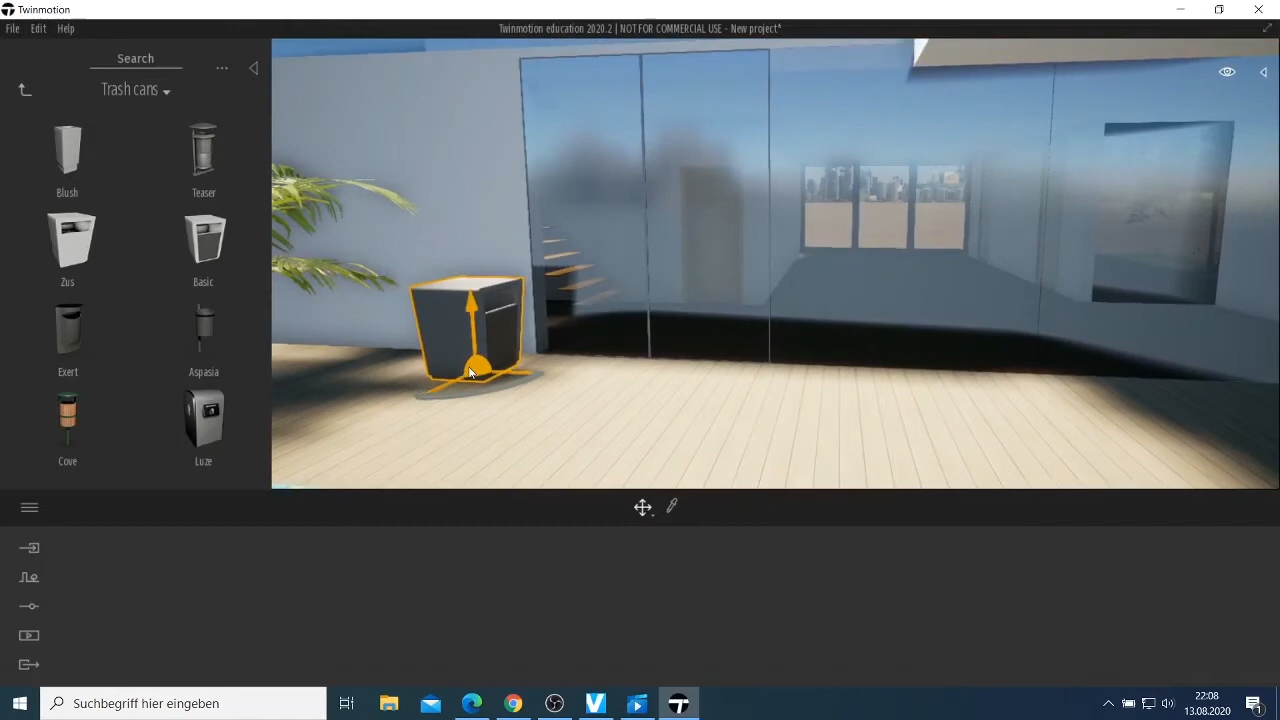 Twinmotion
File Edit Help
Twinmotion education 2020.2 | NOT FOR COMMERCIAL USE - New project*
Search
Trash cans
Blush
Teaser
Zus
Basic
Exert
Aspasia
Cove
Luze
Suchbegriff hier eingeben
22:08
13.08.2020
1